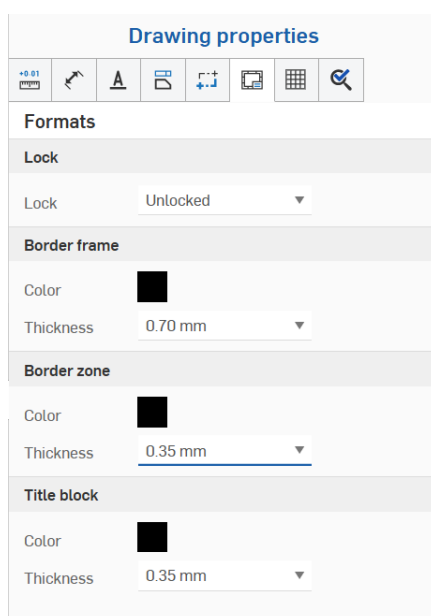 Drawing properties
+0.01
A
Formats
Lock
Lock Unlocked
Border frame
Color
Thickness 0.70 mm
Border zone
Color
Thickness 0.35 mm
Title block
Color
Thickness 0.35 mm